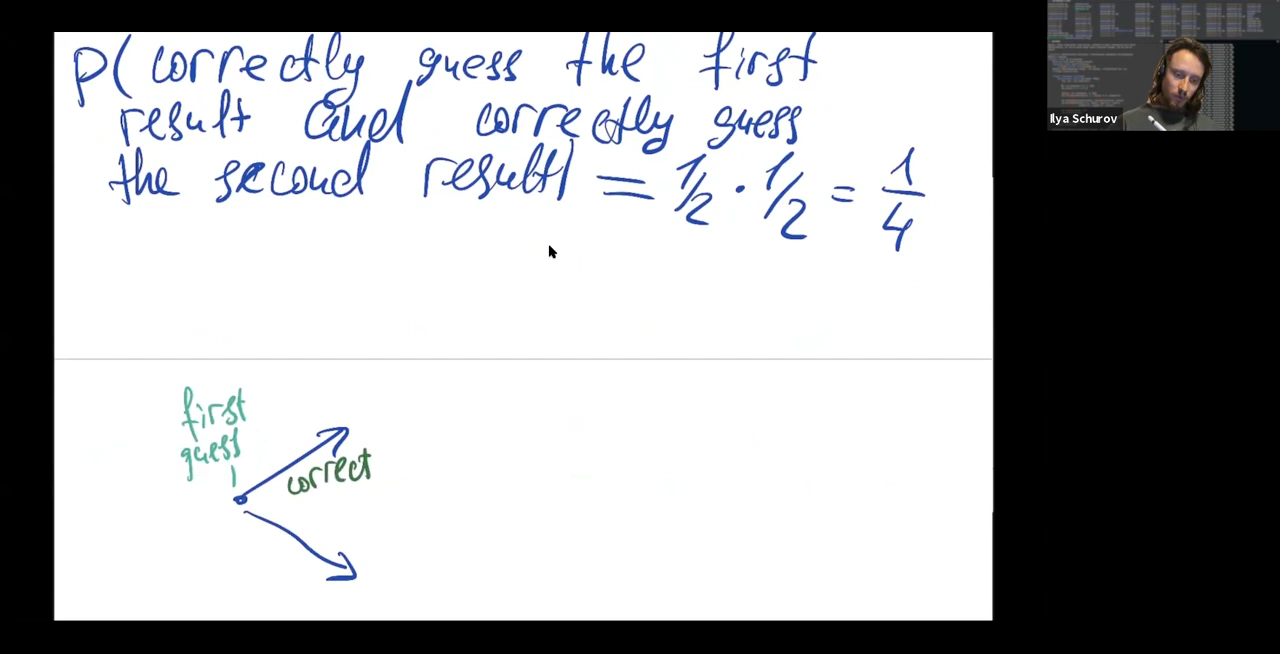 p(correctly guess the first
result and correctly guess
the second result) = 1/2 · 1/2 = 1/4
first
guess
correct
Ilya Schurov